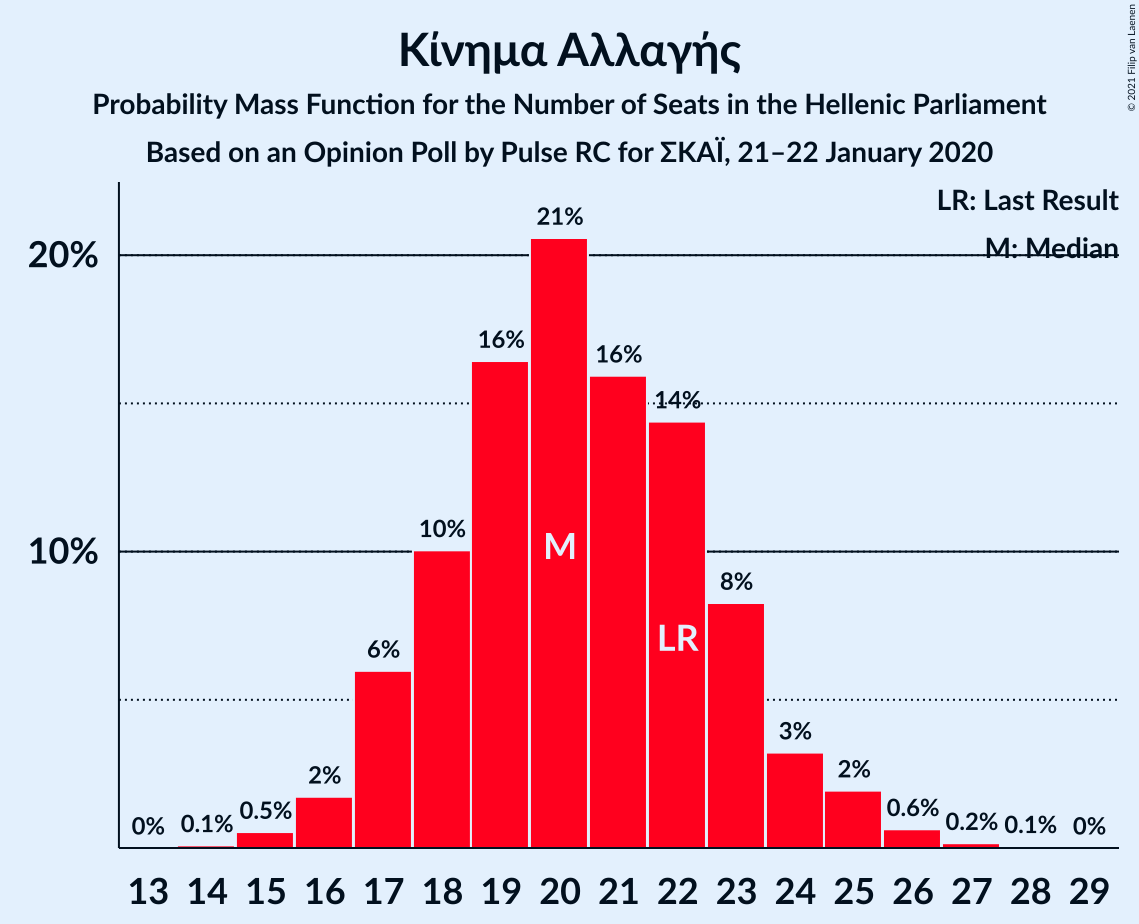 Κίνημα Αλλαγής
Probability Mass Function for the Number of Seats in the Hellenic Parliament
Based on an Opinion Poll by Pulse RC for ΣΚΑΪ, 21–22 January 2020
© 2021 Filip van Laenen
LR: Last Result
M: Median
20%
10%
0% 0.1% 0.5% 2% 6% 10% 16% 21% 16% 14% 8% 3% 2% 0.6% 0.2% 0.1% 0%
M
LR
13 14 15 16 17 18 19 20 21 22 23 24 25 26 27 28 29